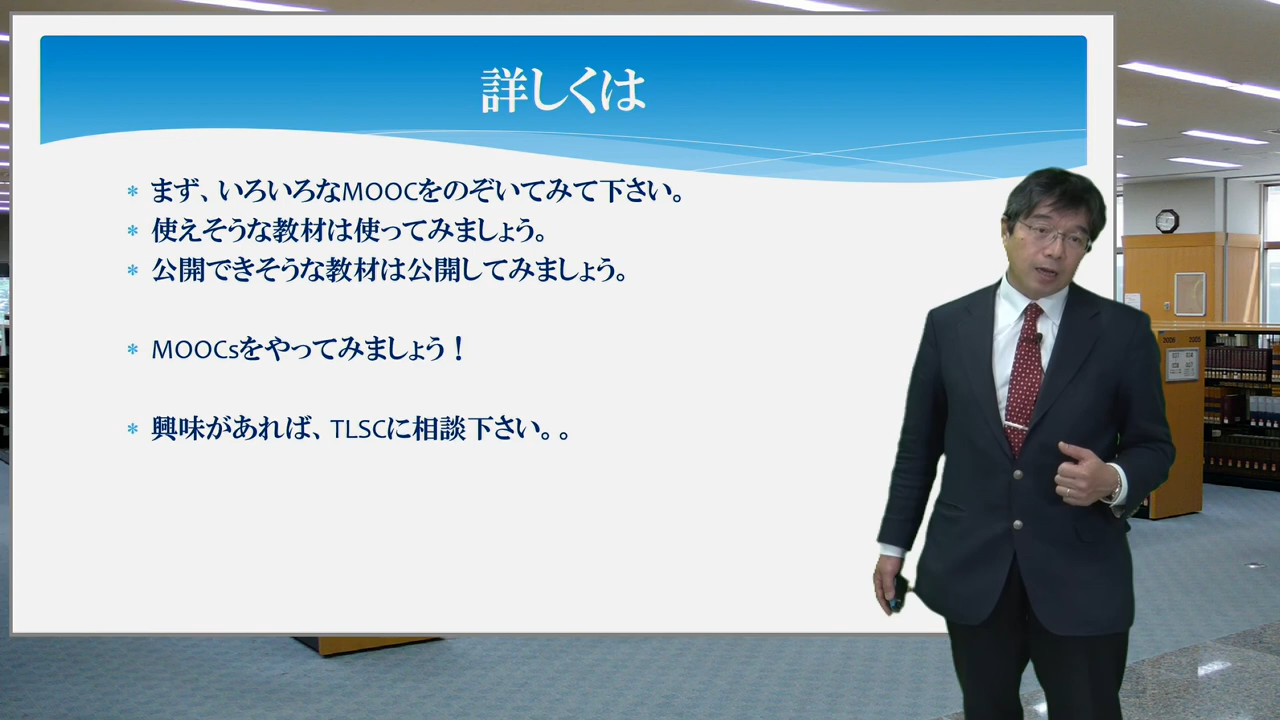 詳しくは
まず、いろいろなMOOCをのぞいてみて下さい。
使えそうな教材は使ってみましょう。
公開できそうな教材は公開してみましょう。
MOOCsをやってみましょう！
興味があれば、TLSCに相談下さい。。